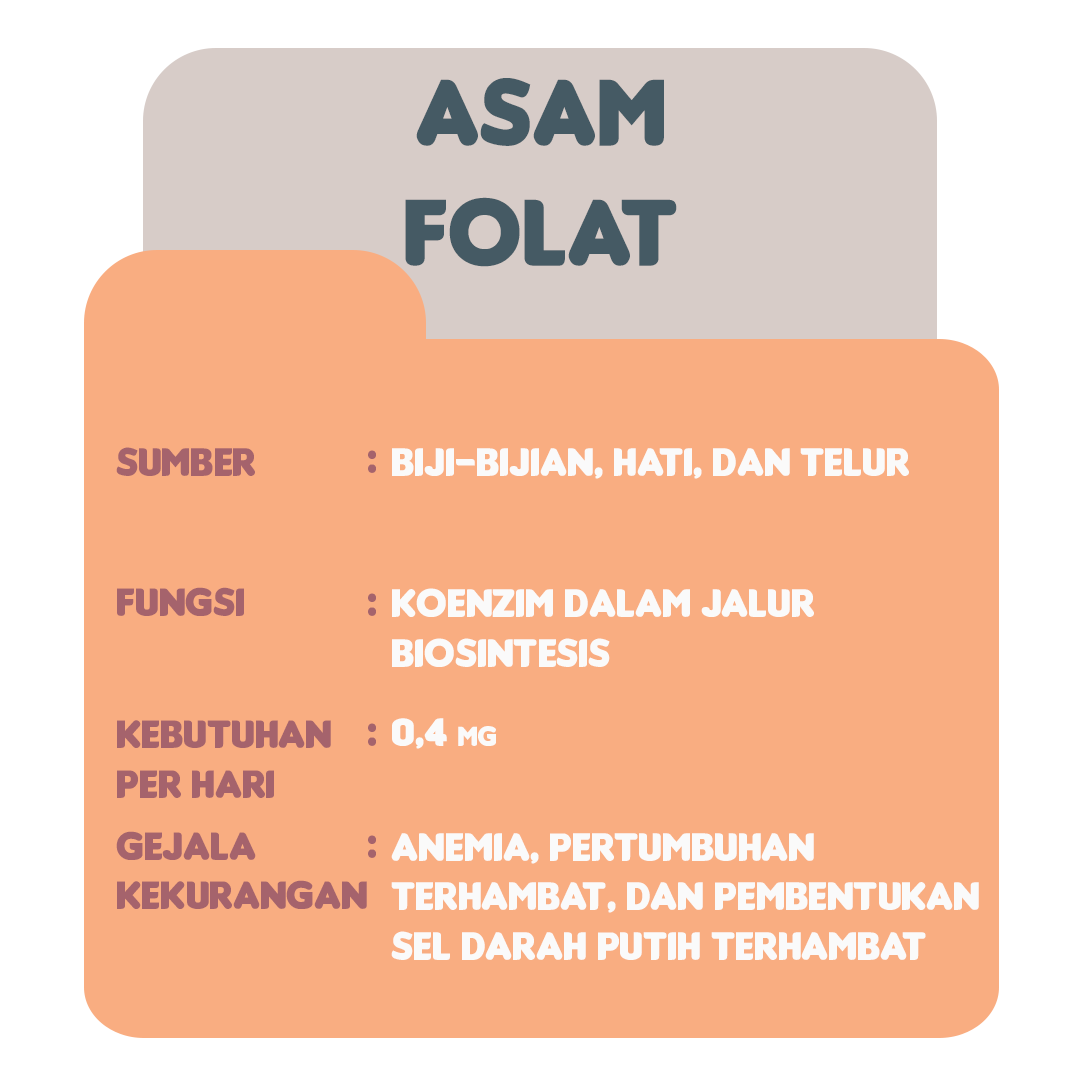 ASAM
FOLAT
SUMBER : BIJI-BIJIAN, HATI, DAN TELUR
FUNGSI : KOENZIM DALAM JALUR
BIOSINTESIS
KEBUTUHAN : 0,4 MG
PER HARI
GEJALA : ANEMIA, PERTUMBUHAN
KEKURANGAN TERHAMBAT, DAN PEMBENTUKAN
SEL DARAH PUTIH TERHAMBAT